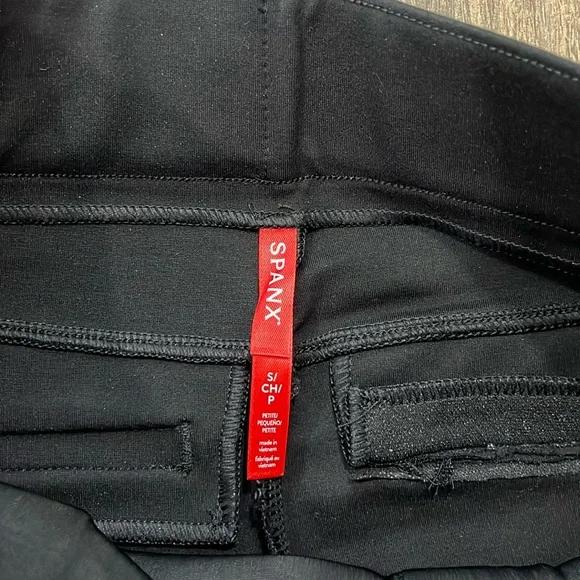 SPANX®
S/
CH/
P
PETITE/
PEQUEÑO/
PETITE
made in
vietnam
fabriqué au
vietnam